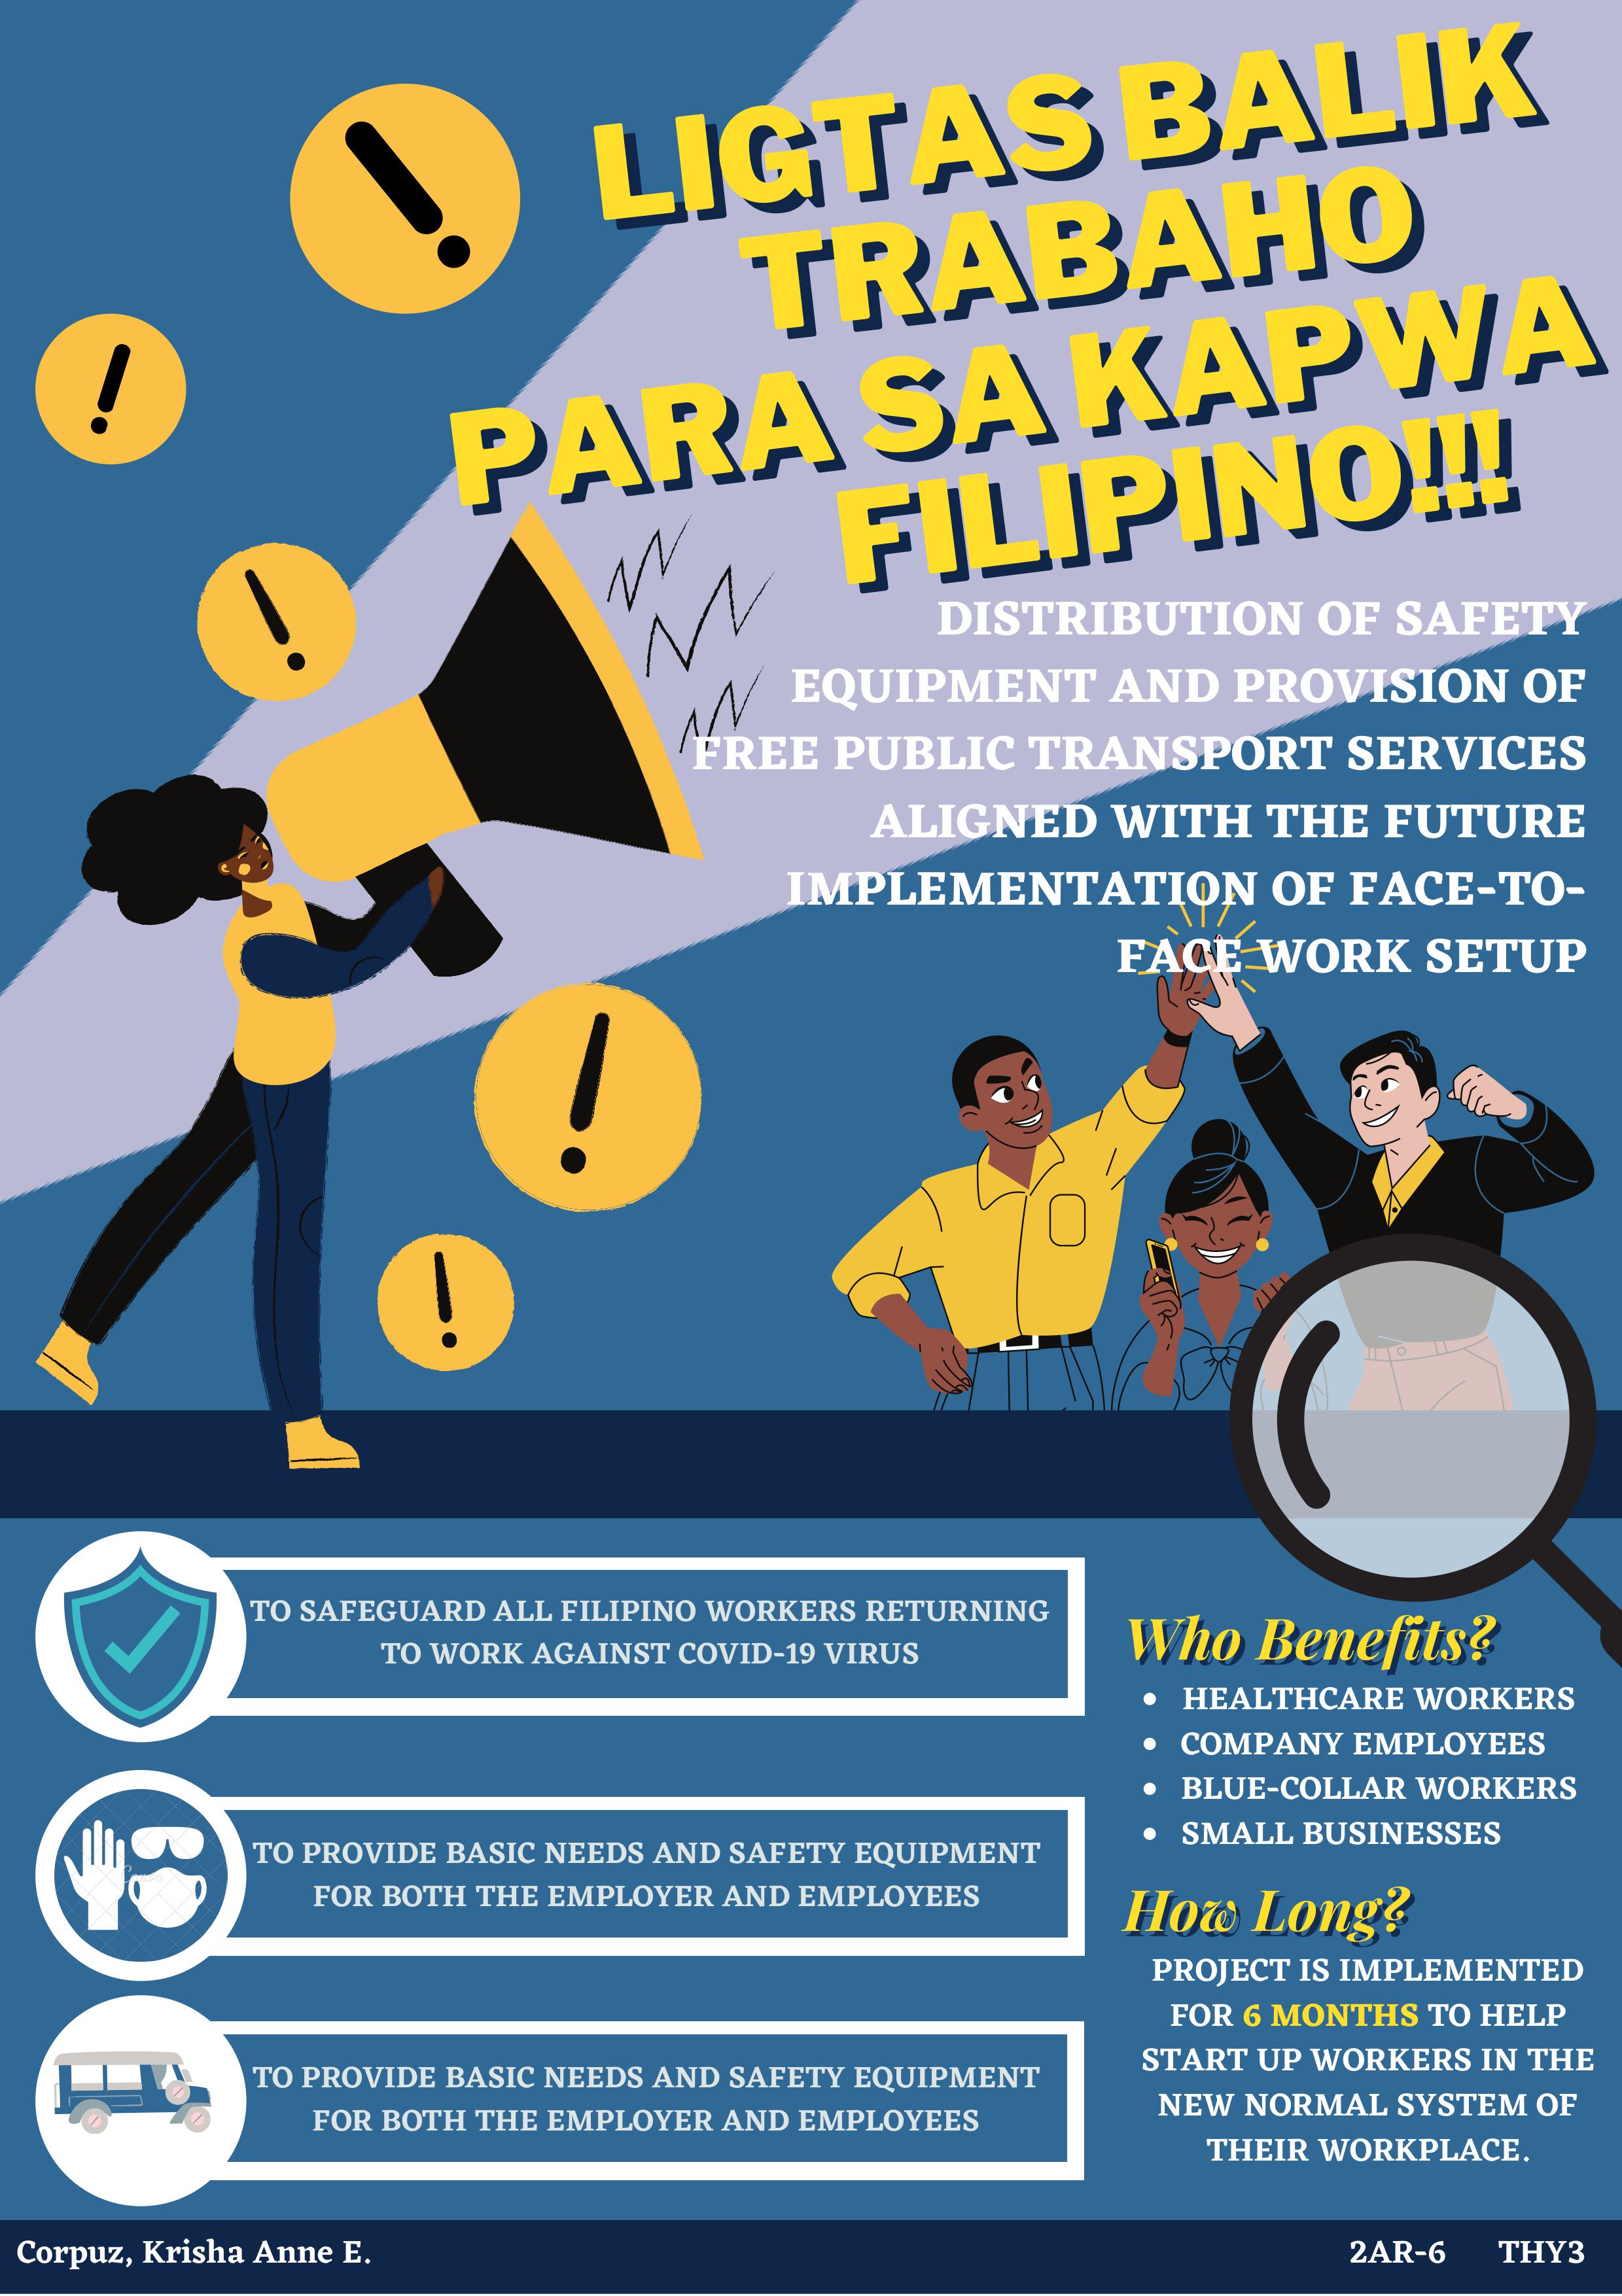 LIGTAS BALIK
TRABAHO
PARA SA KAPWA
FILIPINO!!!
DISTRIBUTION OF SAFETY
EQUIPMENT AND PROVISION OF
FREE PUBLIC TRANSPORT SERVICES
ALIGNED WITH THE FUTURE
IMPLEMENTATION OF FACE-TO-
FACE WORK SETUP
TO SAFEGUARD ALL FILIPINO WORKERS RETURNING
TO WORK AGAINST COVID-19 VIRUS
TO PROVIDE BASIC NEEDS AND SAFETY EQUIPMENT
FOR BOTH THE EMPLOYER AND EMPLOYEES
TO PROVIDE BASIC NEEDS AND SAFETY EQUIPMENT
FOR BOTH THE EMPLOYER AND EMPLOYEES
Who Benefits?
• HEALTHCARE WORKERS
• COMPANY EMPLOYEES
• BLUE-COLLAR WORKERS
• SMALL BUSINESSES
How Long?
PROJECT IS IMPLEMENTED
FOR 6 MONTHS TO HELP
START UP WORKERS IN THE
NEW NORMAL SYSTEM OF
THEIR WORKPLACE.
Corpuz, Krisha Anne E.
2AR-6 THY3